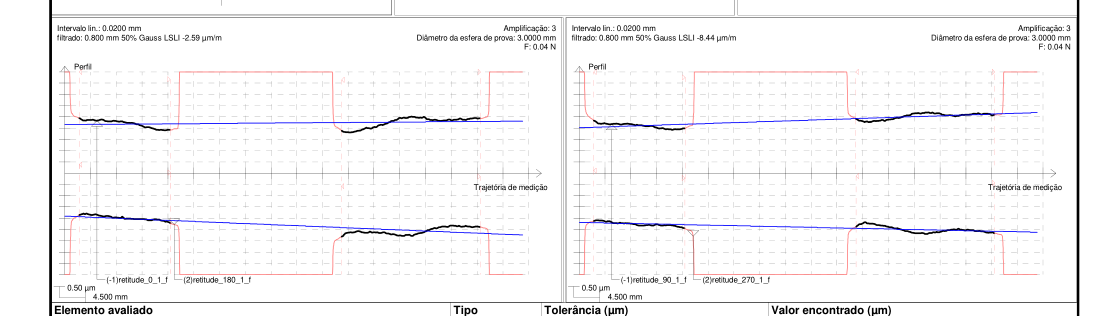 Intervalo lin.: 0.0200 mm
filtrado: 0.800 mm 50% Gauss LSLI -2.59 µm/m
Amplificação: 3
Diâmetro da esfera de prova: 3.0000 mm
F: 0.04 N
Perfil
Trajetória de medição
(-1)retitude_0_1_f
(2)retitude_180_1_f
0.50 µm
4.500 mm
Intervalo lin.: 0.0200 mm
filtrado: 0.800 mm 50% Gauss LSLI -8.44 µm/m
Amplificação: 3
Diâmetro da esfera de prova: 3.0000 mm
F: 0.04 N
Perfil
Trajetória de medição
(-1)retitude_90_1_f
(2)retitude_270_1_f
0.50 µm
4.500 mm
Elemento avaliado Tipo Tolerância (µm) Valor encontrado (µm)